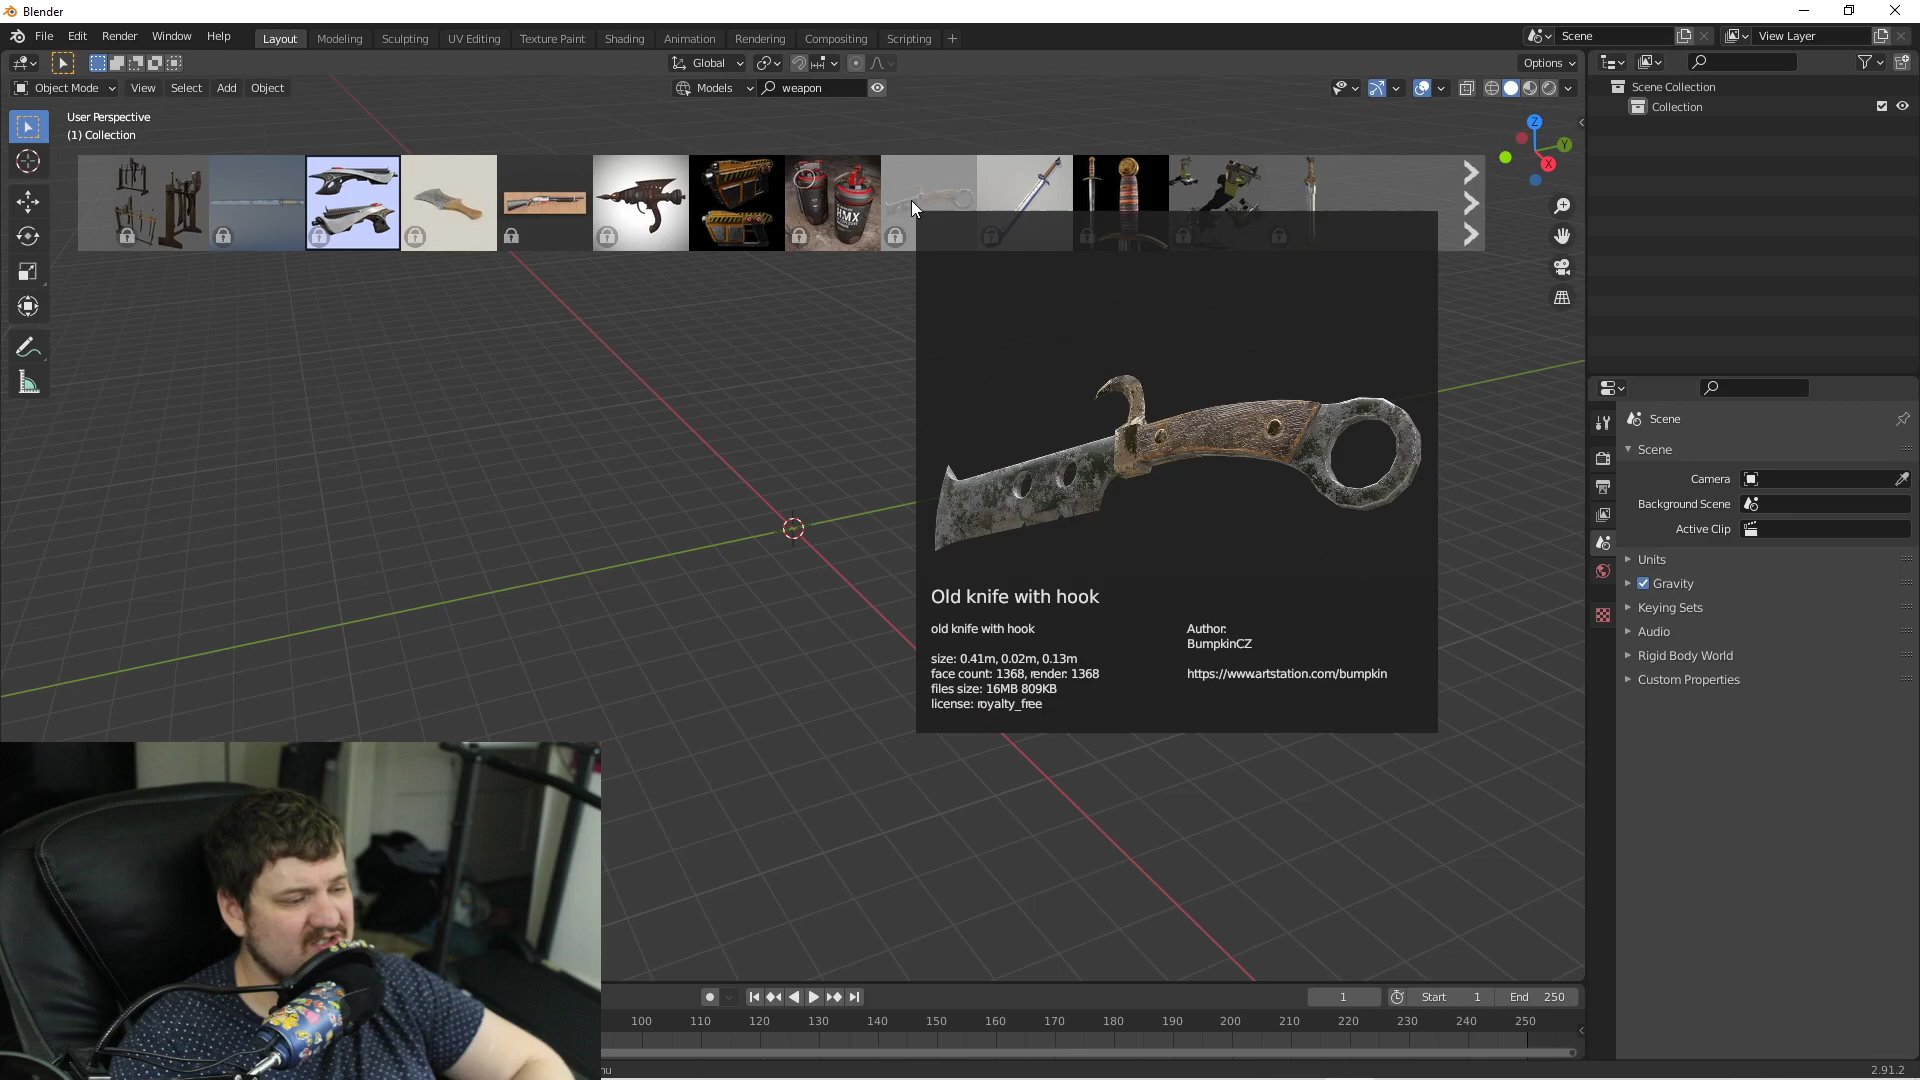 Blender
File Edit Render Window Help
Layout Modeling Sculpting UV Editing Texture Paint Shading Animation Rendering Compositing Scripting +
Scene
View Layer
Global
Options
Object Mode View Select Add Object
Models
weapon
User Perspective
(1) Collection
Scene Collection
Collection
Z
Y
X
HMX
Old knife with hook
old knife with hook
size: 0.41m, 0.02m, 0.13m
face count: 1368, render: 1368
files size: 16MB 809KB
license: royalty_free
Author:
BumpkinCZ
https://www.artstation.com/bumpkin
Scene
Scene
Camera
Background Scene
Active Clip
Units
Gravity
Keying Sets
Audio
Rigid Body World
Custom Properties
1
Start 1
End 250
100 110 120 130 140 150 160 170 180 190 200 210 220 230 240 250
nu
2.91.2